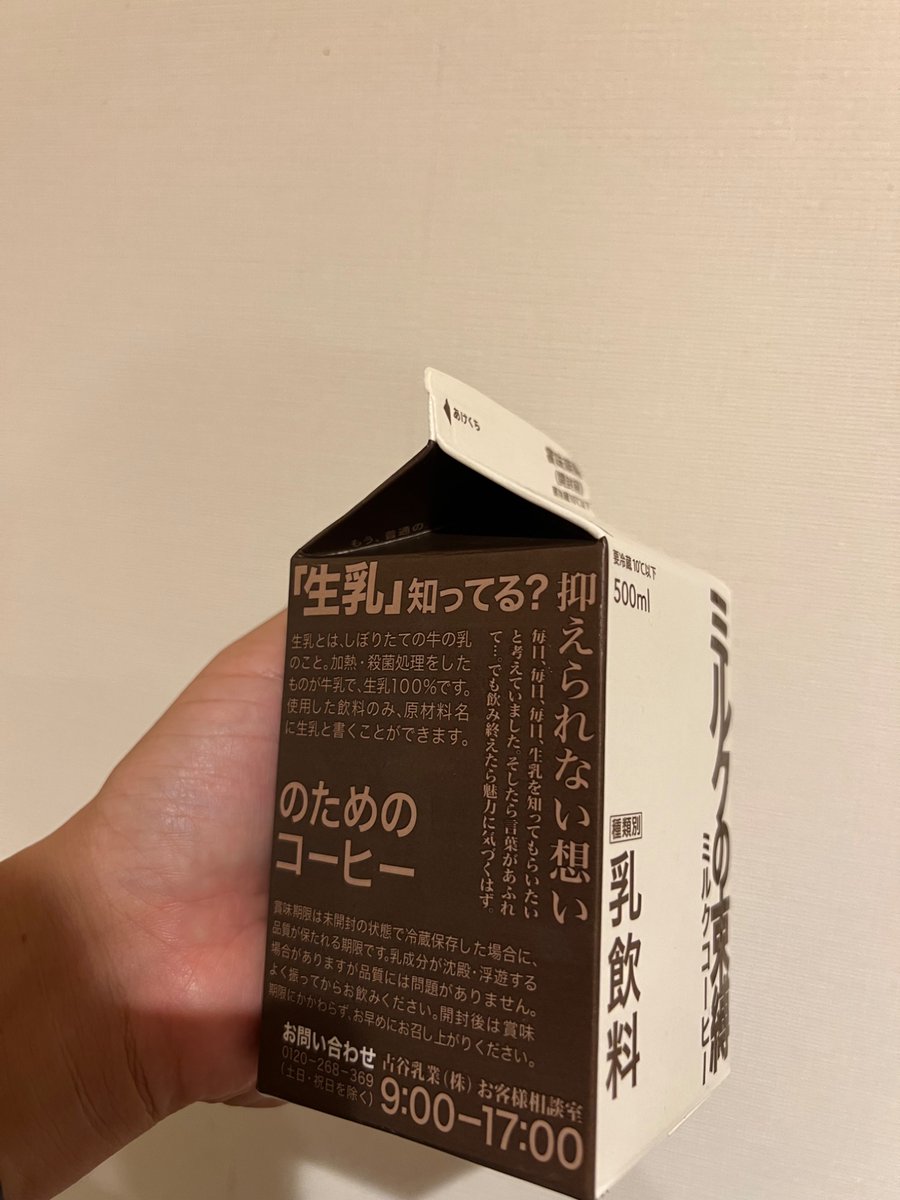 あけくち
もう、普通の
「生乳」知ってる?
生乳とは、しぼりたての牛の乳
のこと。加熱・殺菌処理をした
ものが牛乳で、生乳100%です。
使用した飲料のみ、原材料名
に生乳と書くことができます。
抑えられない想い
毎日、毎日、毎日、生乳を知ってもらいたい
と考えていました。そしたら言葉があふれ
て…。でも飲み終えたら魅力に気づくはず。
のための
コーヒー
賞味期限は未開封の状態で冷蔵保存した場合に、
品質が保たれる期限です。乳成分が沈殿・浮遊する
場合がありますが品質には問題がありません。
よく振ってからお飲みください。開封後は賞味
期限にかかわらず、お早めにお召し上がりください。
お問い合わせ
0120-268-369
(土日・祝日を除く)
古谷乳業(株)お客様相談室
9:00-17:00
要冷蔵10℃以下
500ml
種類別
乳飲料
ミルクの束縛
ミルクコーヒー